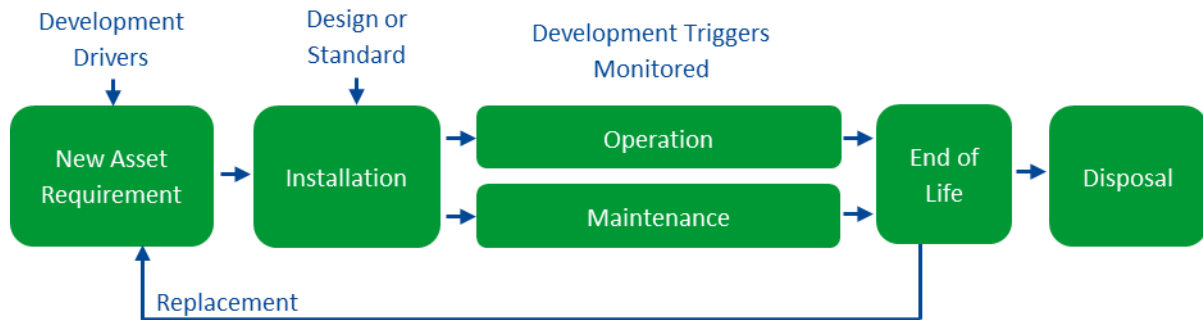 Development
Drivers
Design or
Standard
Development Triggers
Monitored
New Asset
Requirement
Installation
Operation
Maintenance
End of
Life
Disposal
Replacement